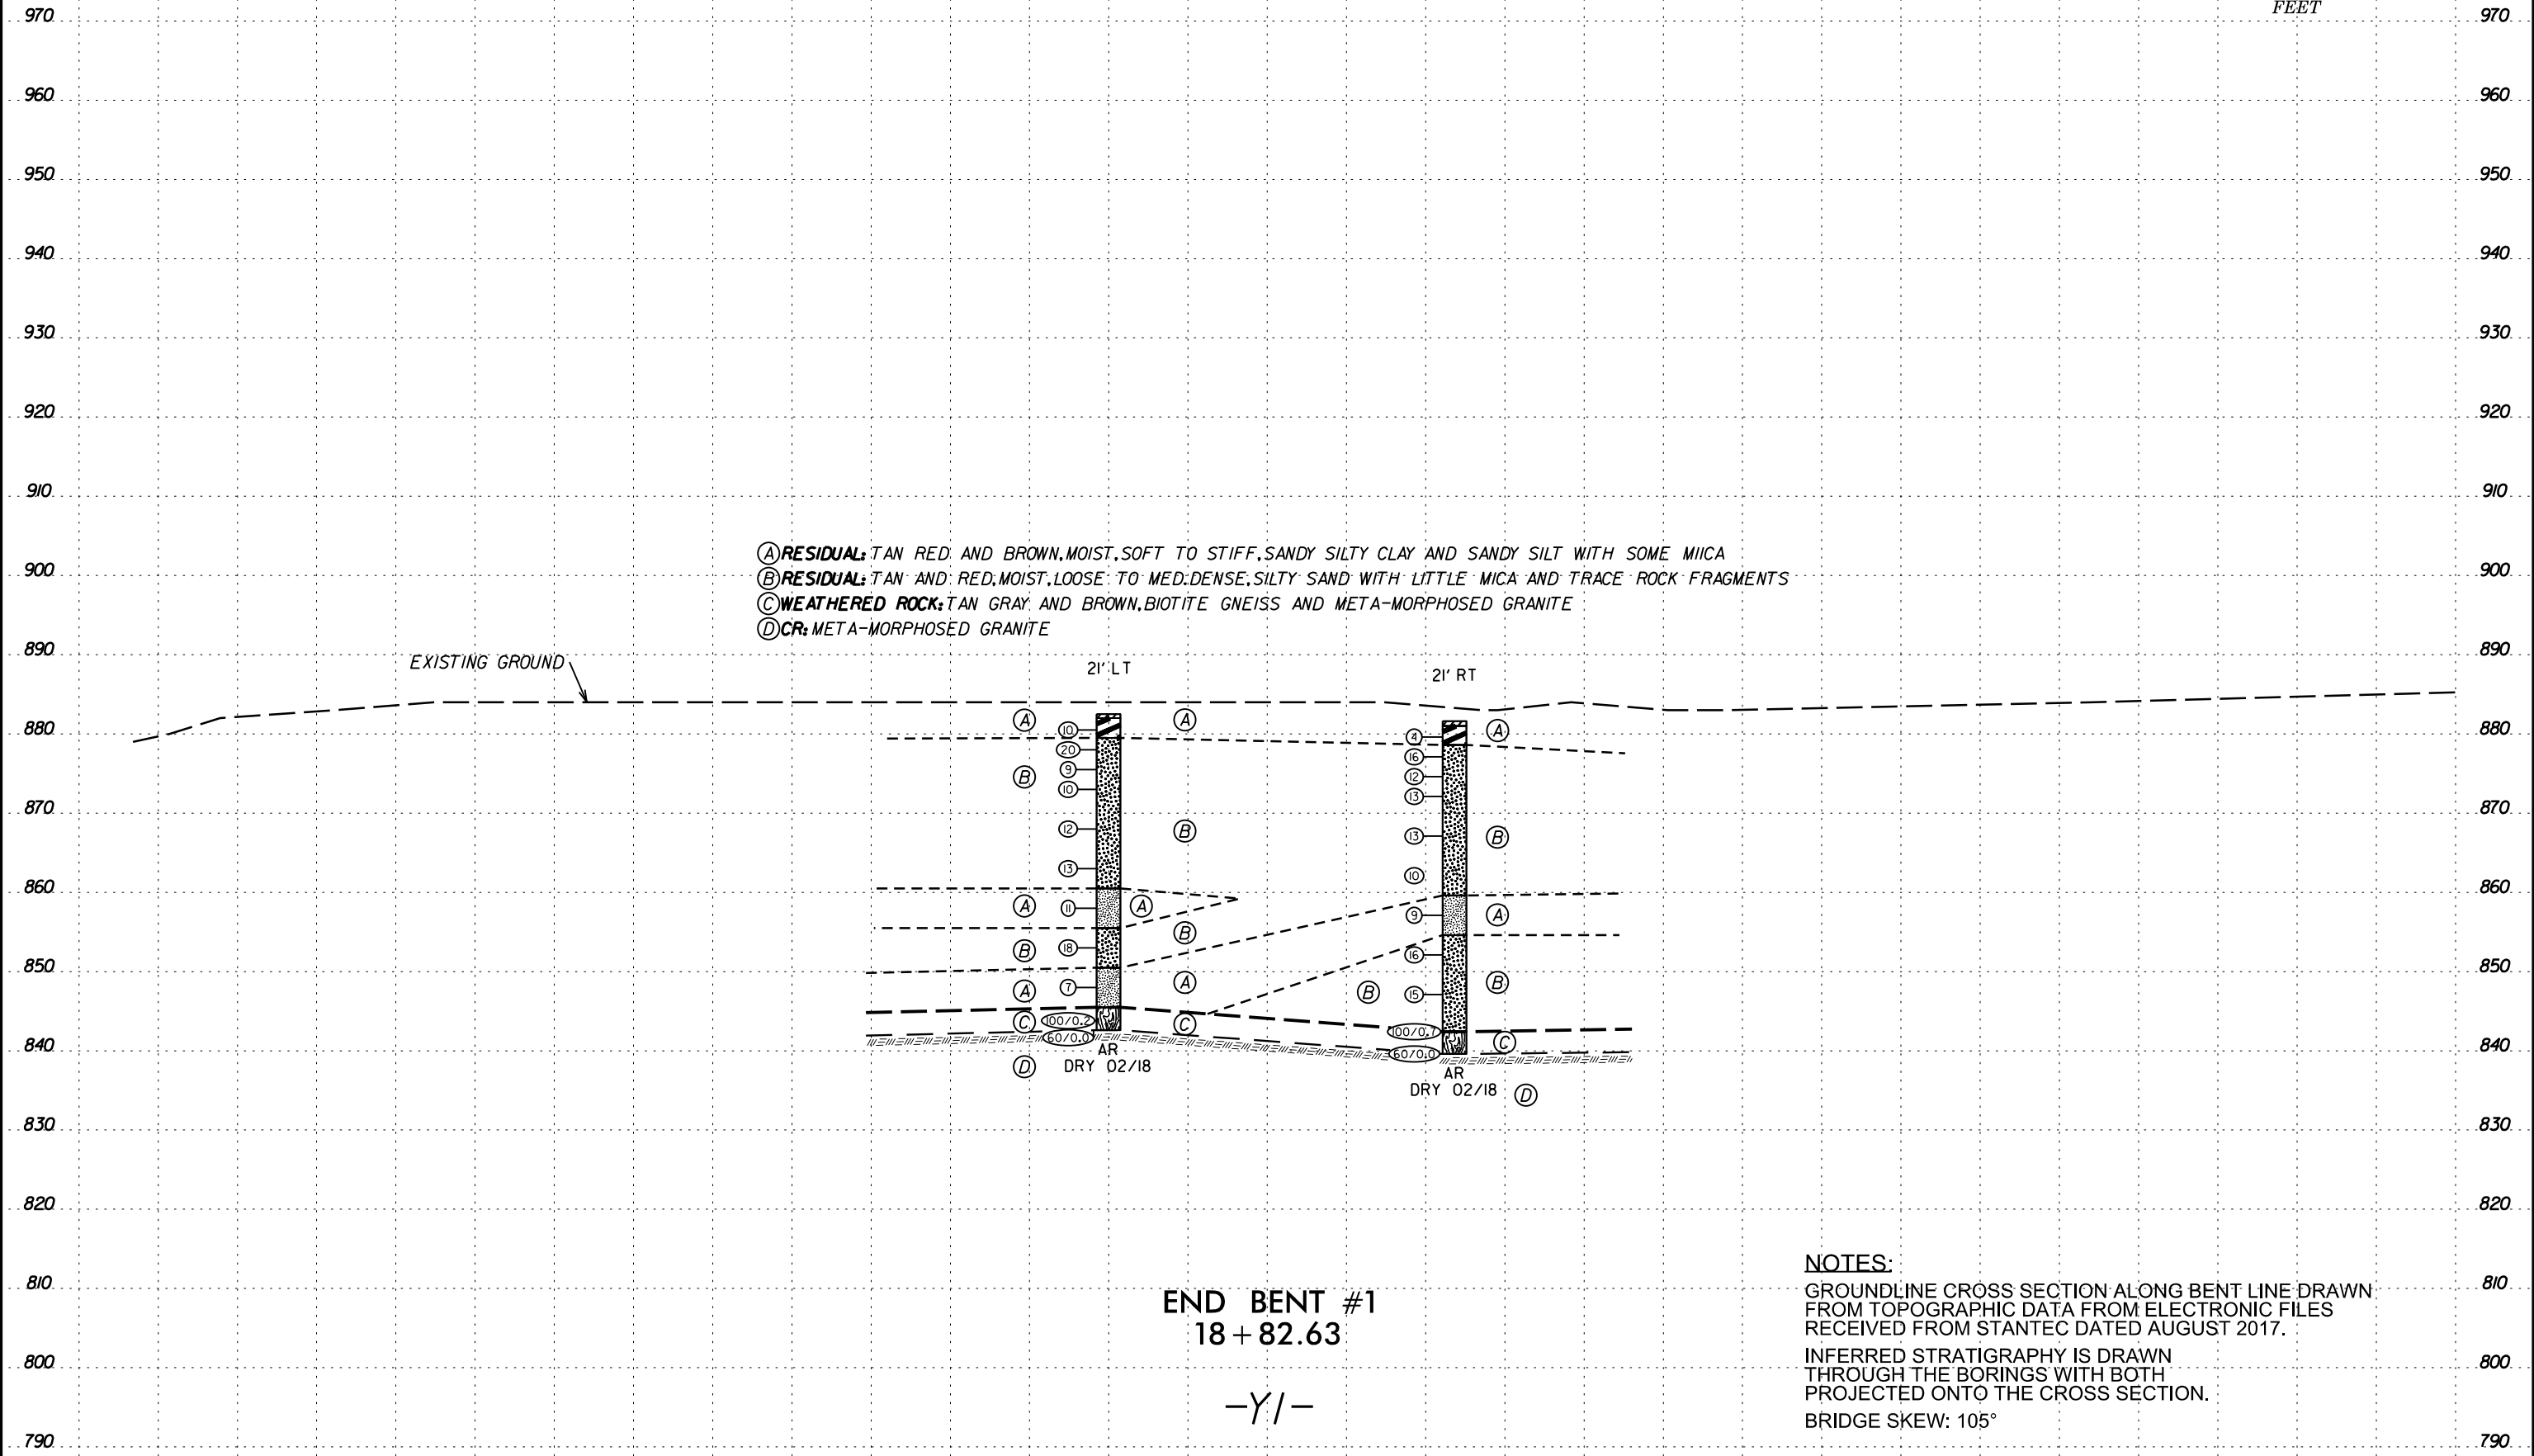 FEET
970 970
960 960
950 950
940 940
930 930
920 920
910 910
Ⓐ RESIDUAL: TAN RED AND BROWN, MOIST, SOFT TO STIFF, SANDY SILTY CLAY AND SANDY SILT WITH SOME MIICA
900 900
Ⓑ RESIDUAL: TAN AND RED, MOIST, LOOSE TO MED. DENSE, SILTY SAND WITH LITTLE MICA AND TRACE ROCK FRAGMENTS
Ⓒ WEATHERED ROCK: TAN GRAY AND BROWN, BIOTITE GNEISS AND META-MORPHOSED GRANITE
Ⓓ CR: META-MORPHOSED GRANITE
890 890
EXISTING GROUND
21' LT 21' RT
A A A
880 10 4 880
20 16
B 9 12
10 13
870 870
12 B 13 B
13 10
860 860
A 11 A 9 A
B 18 B 16
850 850
A 7 A B 15 B
C 100/0.2 C 100/0.7
60/0.0 60/0.0 C
840 840
AR
D DRY 02/18
AR
DRY 02/18 D
830 830
820 820
810 810
800 800
790 790
END BENT #1
18+82.63
-Y1-
NOTES:
GROUNDLINE CROSS SECTION ALONG BENT LINE DRAWN
FROM TOPOGRAPHIC DATA FROM ELECTRONIC FILES
RECEIVED FROM STANTEC DATED AUGUST 2017.
INFERRED STRATIGRAPHY IS DRAWN
THROUGH THE BORINGS WITH BOTH
PROJECTED ONTO THE CROSS SECTION.
BRIDGE SKEW: 105°